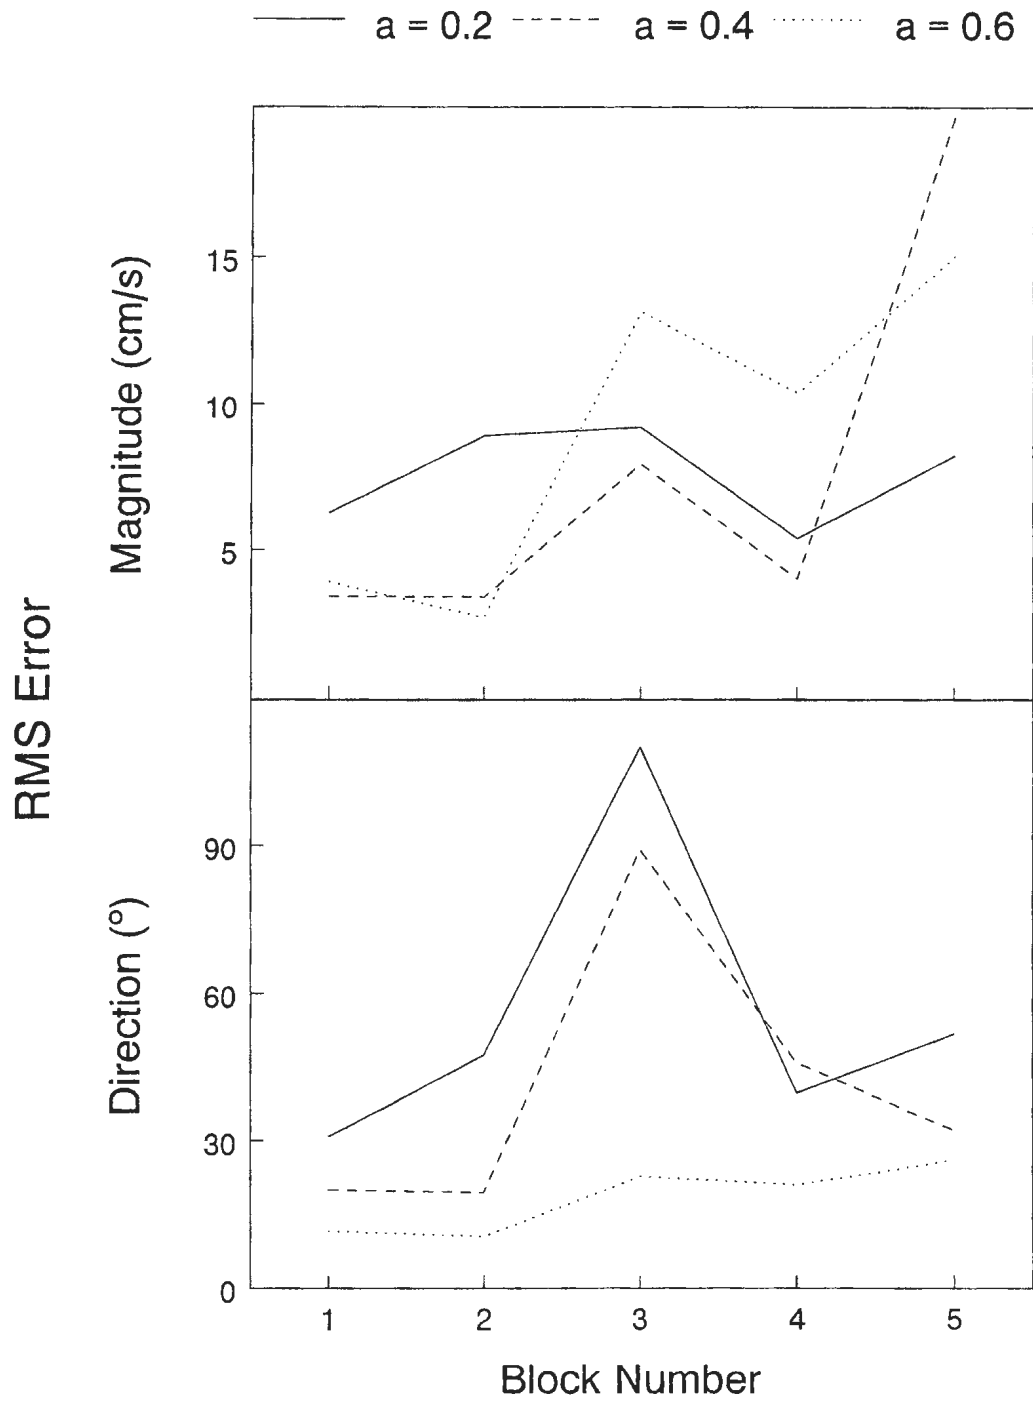 a = 0.2 a = 0.4 a = 0.6
RMS Error
Magnitude (cm/s)
15
10
5
Direction (°)
90
60
30
0
1 2 3 4 5
Block Number